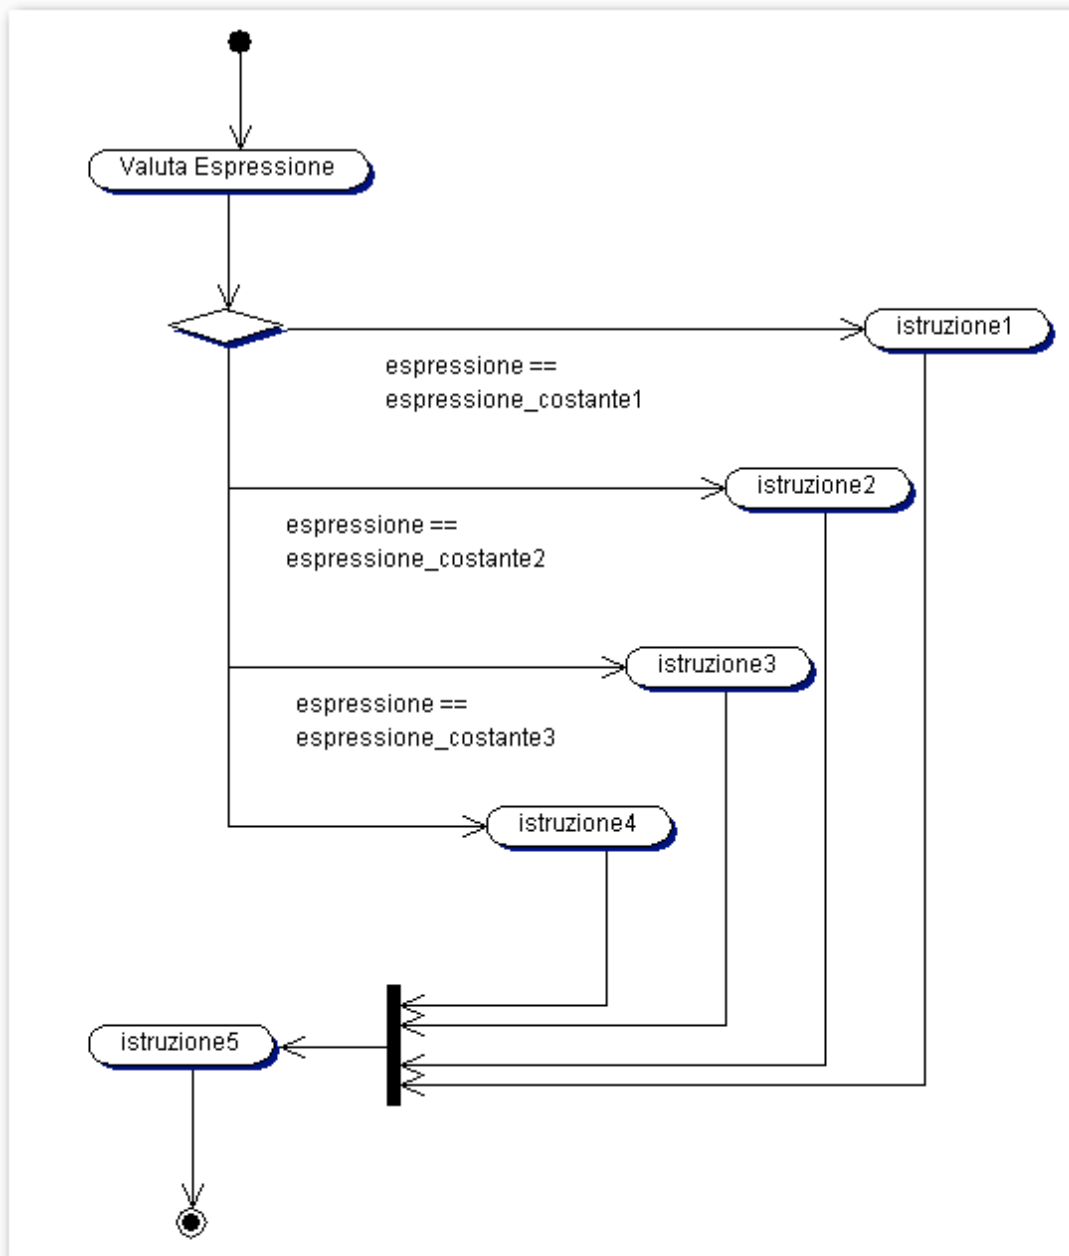 Valuta Espressione
istruzione1
espressione ==
espressione_costante1
istruzione2
espressione ==
espressione_costante2
istruzione3
espressione ==
espressione_costante3
istruzione4
istruzione5